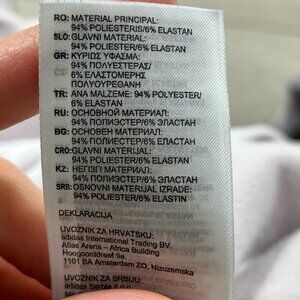 RO: MATERIAL PRINCIPAL:
94% POLIESTERIS/6% ELASTAN
SLO: GLAVNI MATERIAL:
94% POLIESTER/6% ELASTAN
GR: ΚΥΡΙΩΣ ΥΦΑΣΜΑ:
94% ΠΟΛΥΕΣΤΕΡΑΣ/
6% ΕΛΑΣΤΟΜΕΡΗΣ
ΠΟΛΥΟΥΡΕΘΑΝΗ
TR: ANA MALZEME: 94% POLYESTER/
6% ELASTAN
RU: ОСНОВНОЙ МАТЕРИАЛ:
94% ПОЛИЭСТЕР/6% ЭЛАСТАН
BG: ОСНОВЕН МАТЕРИАЛ:
94% ПОЛИЕСТЕР/6% ЕЛАСТАН
CRO: GLAVNI MATERIJAL:
94% POLIESTER/6% ELASTAN
KZ: НЕГІЗГІ МАТЕРИАЛ:
94% ПОЛИЭСТЕР/6% ЭЛАСТАН
SRB: OSNOVNI MATERIJAL IZRADE:
94% POLIESTER/6% ELASTIN
DEKLARACIJA
UVOZNIK ZA HRVATSKU:
adidas International Trading BV.
Atlas Arena - Africa Building
Hoogoorddreef 9e
1101 BA Amsterdam ZO, Nizozemska
UVOZNIK ZA SRBIJU:
adidas Serbia d.o.o.